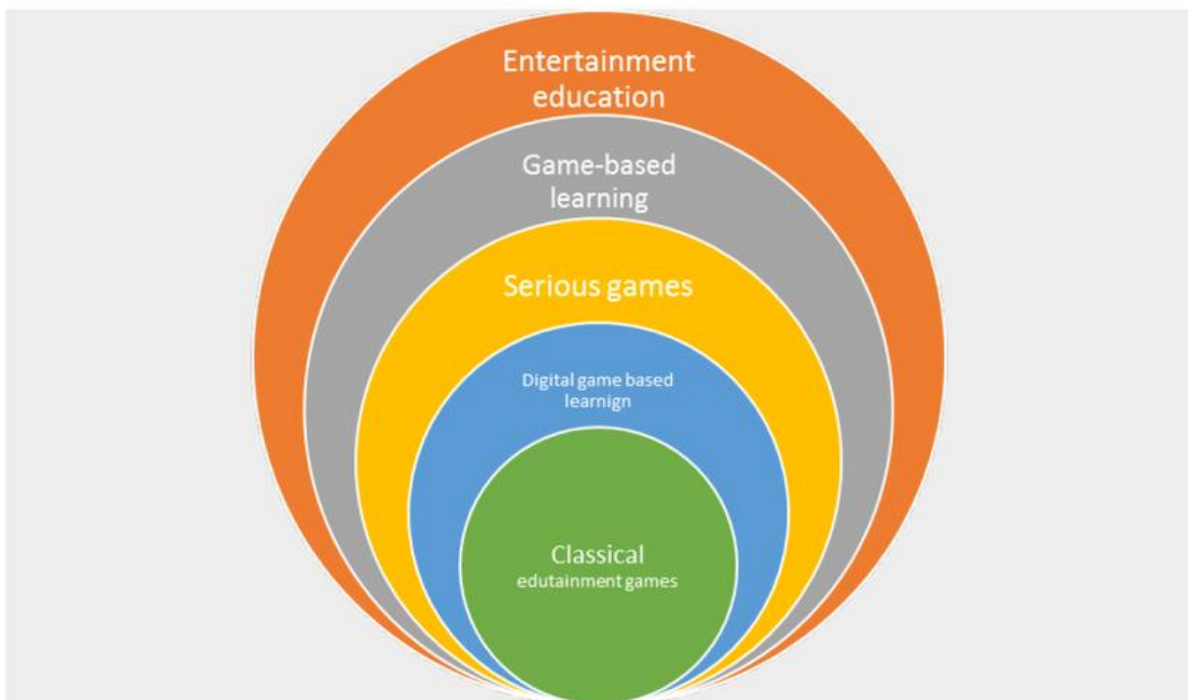 Entertainment
education
Game-based
learning
Serious games
Digital game based
learnign
Classical
edutainment games